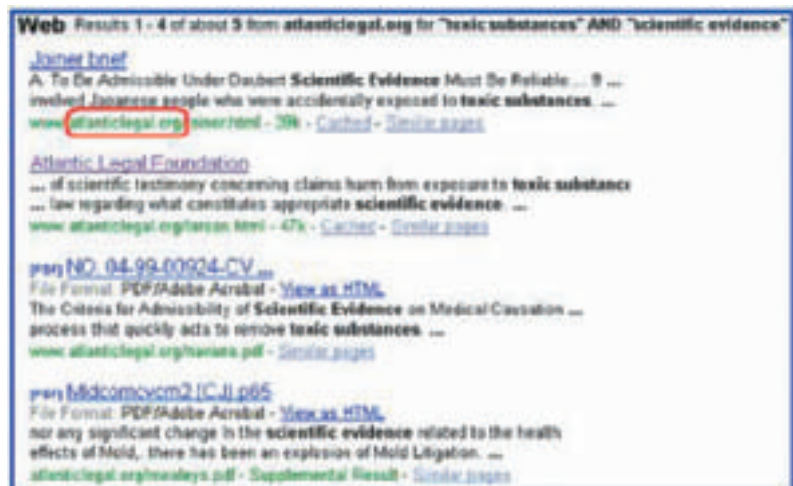 Web Results 1 - 4 of about 5 from atlanticlegal.org for "toxic substances" AND "scientific evidence"
Joiner brief
A. To Be Admissible Under Daubert Scientific Evidence Must Be Reliable ... 9 ...
involved Japanese people who were accidentally exposed to toxic substances. ...
www.atlanticlegal.org/joiner.html - 39k - Cached - Similar pages
Atlantic Legal Foundation
... of scientific testimony concerning claims harm from exposure to toxic substance
... law regarding what constitutes appropriate scientific evidence. ...
www.atlanticlegal.org/larson.html - 47k - Cached - Similar pages
[PDF] NO. 04-99-00924-CV ...
File Format: PDF/Adobe Acrobat - View as HTML
The Criteria for Admissibility of Scientific Evidence on Medical Causation ...
process that quickly acts to remove toxic substances. ...
www.atlanticlegal.org/havana.pdf - Similar pages
[PDF] Midcomcvcm2 (CJ).p65
File Format: PDF/Adobe Acrobat - View as HTML
nor any significant change in the scientific evidence related to the health
effects of Mold, there has been an explosion of Mold Litigation. ...
atlanticlegal.org/mealeys.pdf - Supplemental Result - Similar pages